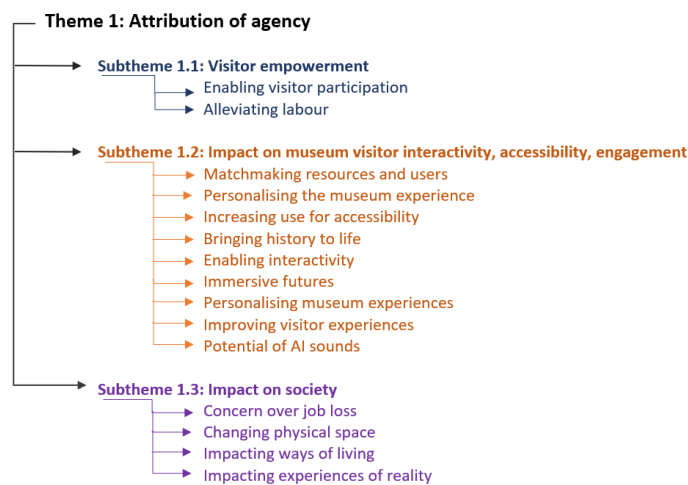 Theme 1: Attribution of agency
Subtheme 1.1: Visitor empowerment
Enabling visitor participation
Alleviating labour
Subtheme 1.2: Impact on museum visitor interactivity, accessibility, engagement
Matchmaking resources and users
Personalising the museum experience
Increasing use for accessibility
Bringing history to life
Enabling interactivity
Immersive futures
Personalising museum experiences
Improving visitor experiences
Potential of AI sounds
Subtheme 1.3: Impact on society
Concern over job loss
Changing physical space
Impacting ways of living
Impacting experiences of reality